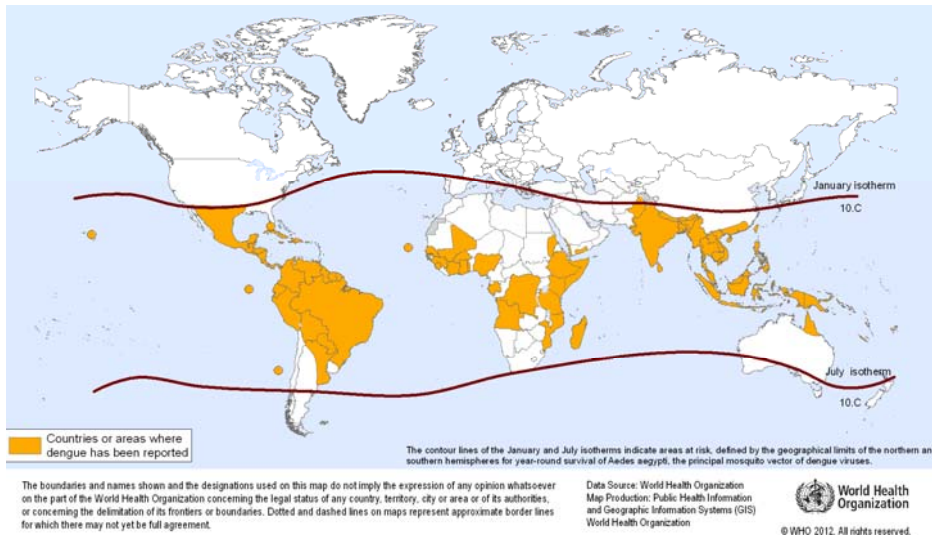 January isotherm
10.C
July isotherm
10.C
Countries or areas where
dengue has been reported
The contour lines of the January and July isotherms indicate areas at risk, defined by the geographical limits of the northern an
southern hemispheres for year-round survival of Aedes aegypti, the principal mosquito vector of dengue viruses.
The boundaries and names shown and the designations used on this map do not imply the expression of any opinion whatsoever
on the part of the World Health Organization concerning the legal status of any country, territory, city or area or of its authorities,
or concerning the delimitation of its frontiers or boundaries. Dotted and dashed lines on maps represent approximate border lines
for which there may not yet be full agreement.
Data Source: World Health Organization
Map Production: Public Health Information
and Geographic Information Systems (GIS)
World Health Organization
World Health
Organization
© WHO 2012. All rights reserved.